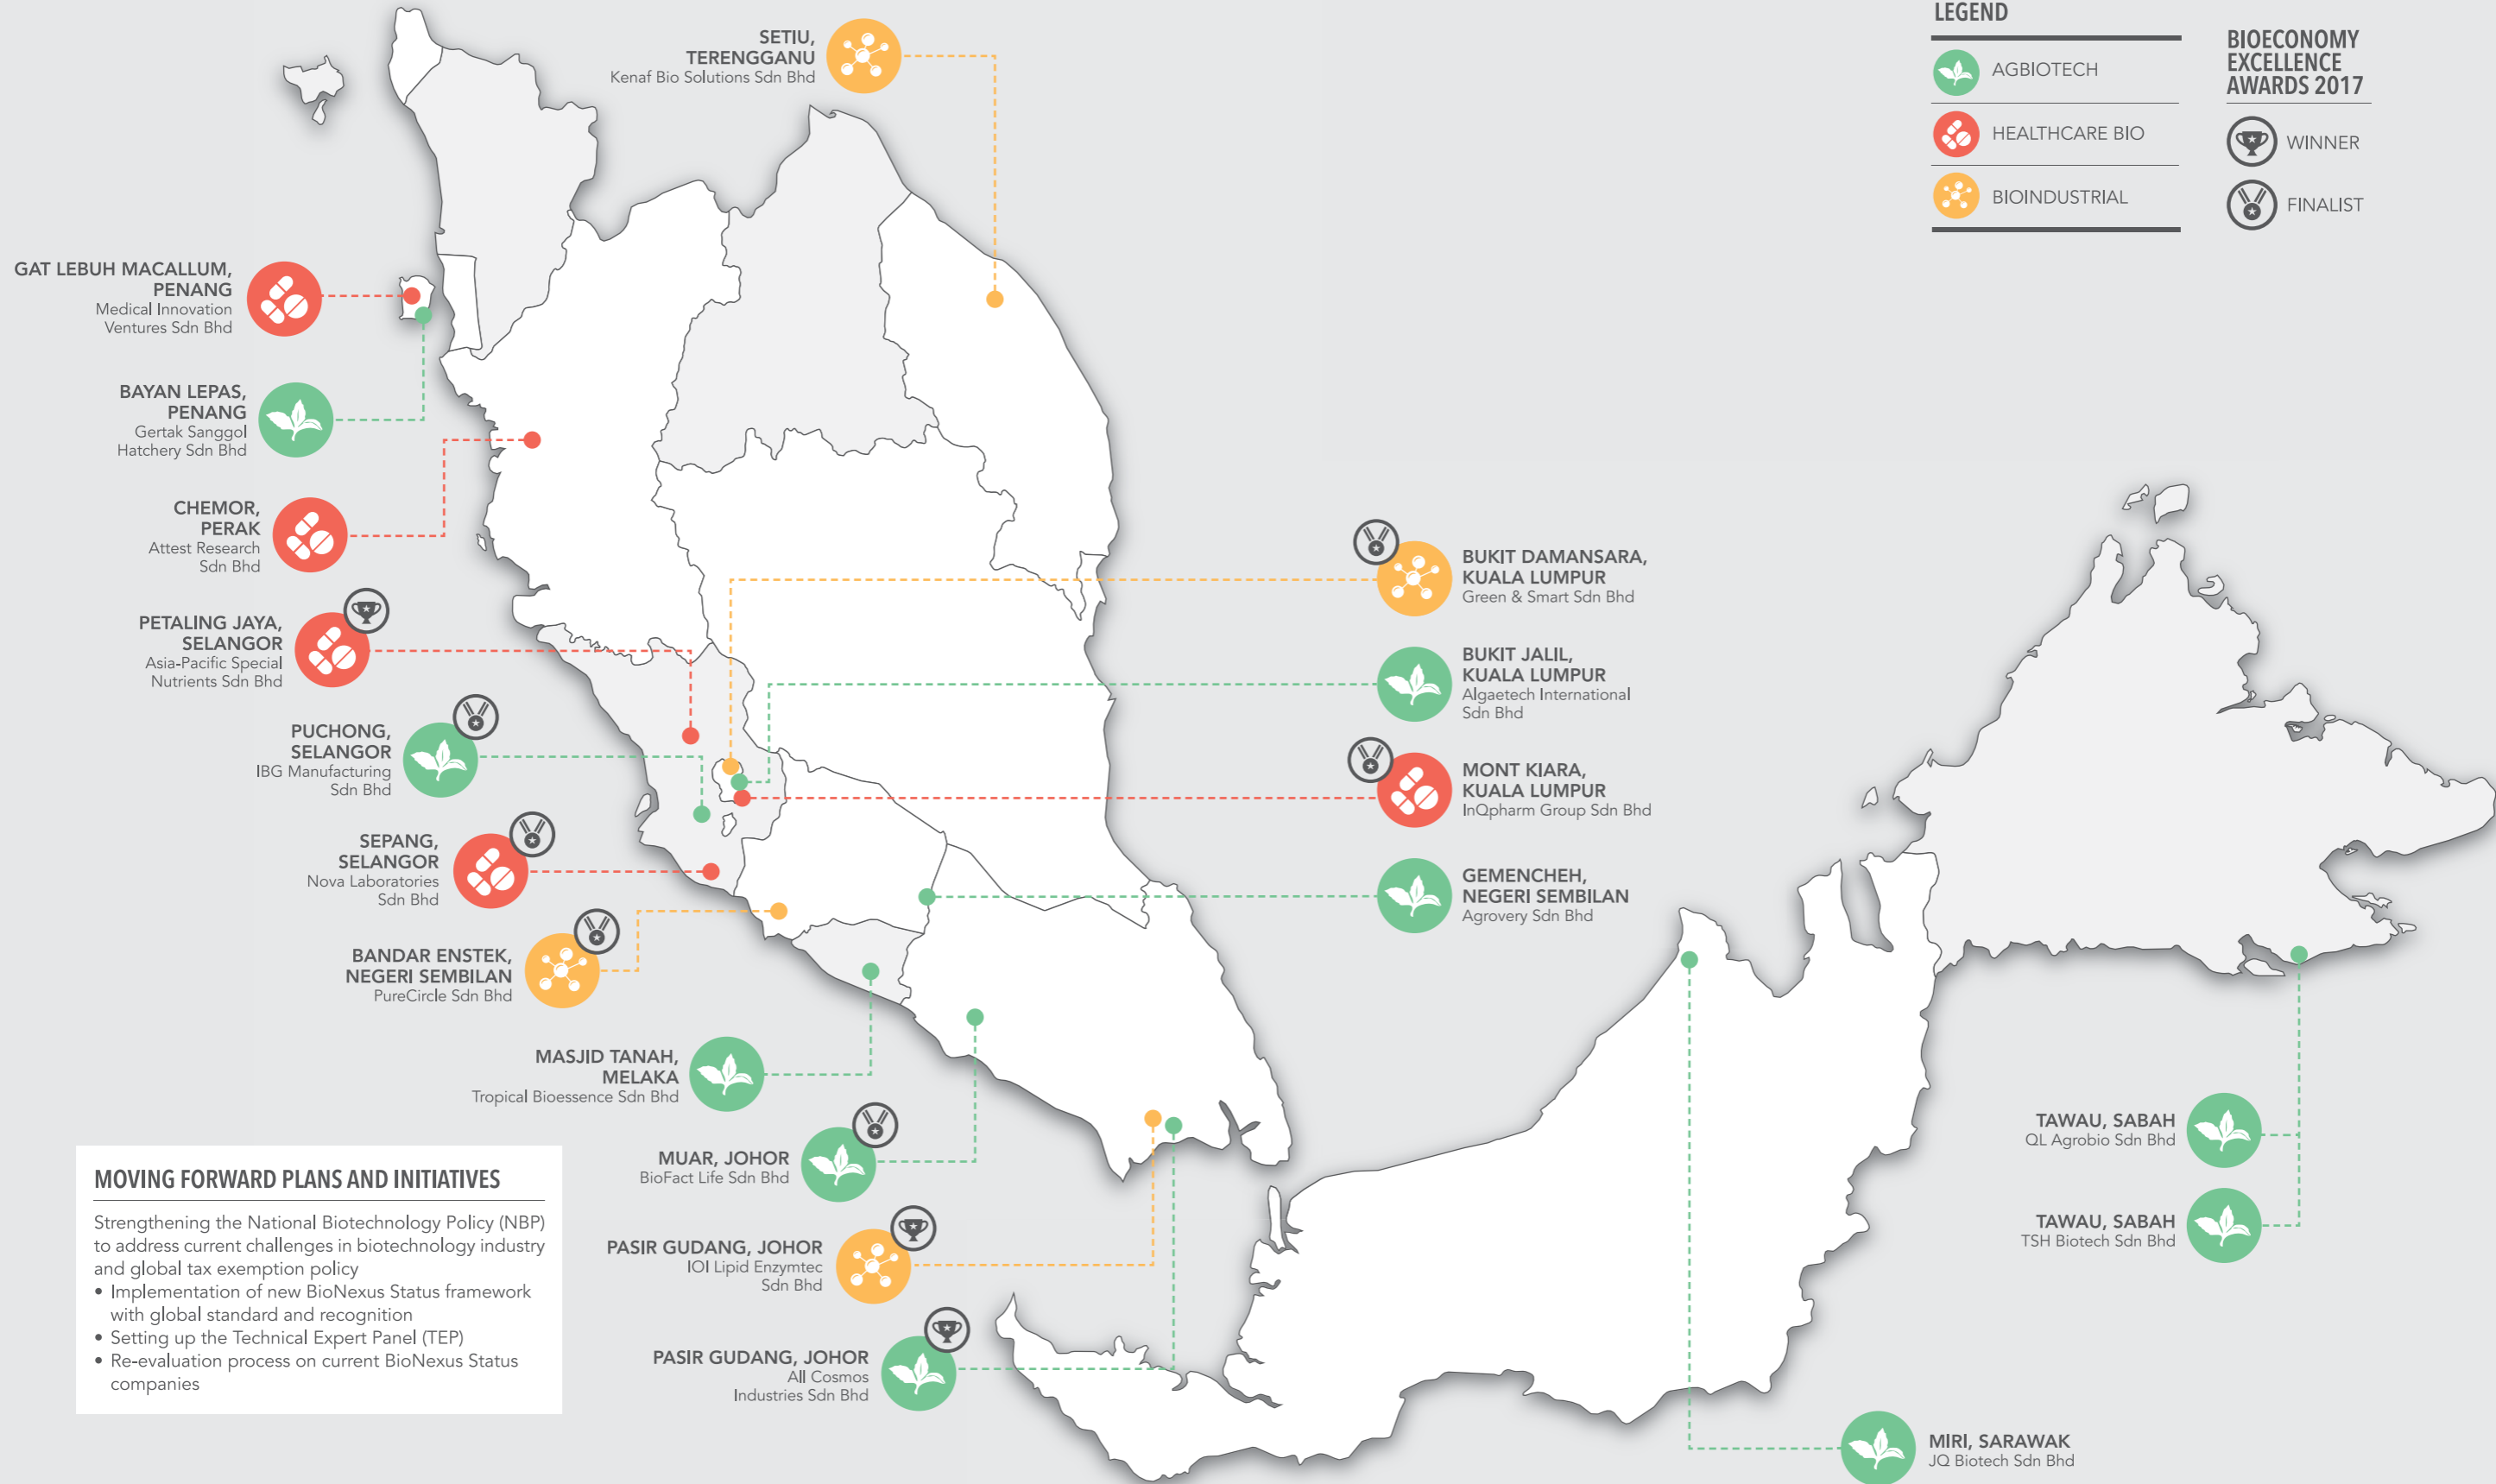 SETIU,
TERENGGANU
Kenaf Bio Solutions Sdn Bhd
LEGEND
AGBIOTECH
HEALTHCARE BIO
BIOINDUSTRIAL
BIOECONOMY
EXCELLENCE
AWARDS 2017
WINNER
FINALIST
GAT LEBUH MACALLUM,
PENANG
Medical Innovation
Ventures Sdn Bhd
BAYAN LEPAS,
PENANG
Gertak Sanggol
Hatchery Sdn Bhd
CHEMOR,
PERAK
Attest Research
Sdn Bhd
PETALING JAYA,
SELANGOR
Asia-Pacific Special
Nutrients Sdn Bhd
PUCHONG,
SELANGOR
IBG Manufacturing
Sdn Bhd
SEPANG,
SELANGOR
Nova Laboratories
Sdn Bhd
BANDAR ENSTEK,
NEGERI SEMBILAN
PureCircle Sdn Bhd
MASJID TANAH,
MELAKA
Tropical Bioessence Sdn Bhd
MUAR, JOHOR
BioFact Life Sdn Bhd
PASIR GUDANG, JOHOR
IOI Lipid Enzymtec
Sdn Bhd
PASIR GUDANG, JOHOR
All Cosmos
Industries Sdn Bhd
BUKIT DAMANSARA,
KUALA LUMPUR
Green & Smart Sdn Bhd
BUKIT JALIL,
KUALA LUMPUR
Algaetech International
Sdn Bhd
MONT KIARA,
KUALA LUMPUR
InQpharm Group Sdn Bhd
GEMENCHEH,
NEGERI SEMBILAN
Agrovery Sdn Bhd
TAWAU, SABAH
QL Agrobio Sdn Bhd
TAWAU, SABAH
TSH Biotech Sdn Bhd
MIRI, SARAWAK
JQ Biotech Sdn Bhd
MOVING FORWARD PLANS AND INITIATIVES
Strengthening the National Biotechnology Policy (NBP)
to address current challenges in biotechnology industry
and global tax exemption policy
• Implementation of new BioNexus Status framework
with global standard and recognition
• Setting up the Technical Expert Panel (TEP)
• Re-evaluation process on current BioNexus Status
companies